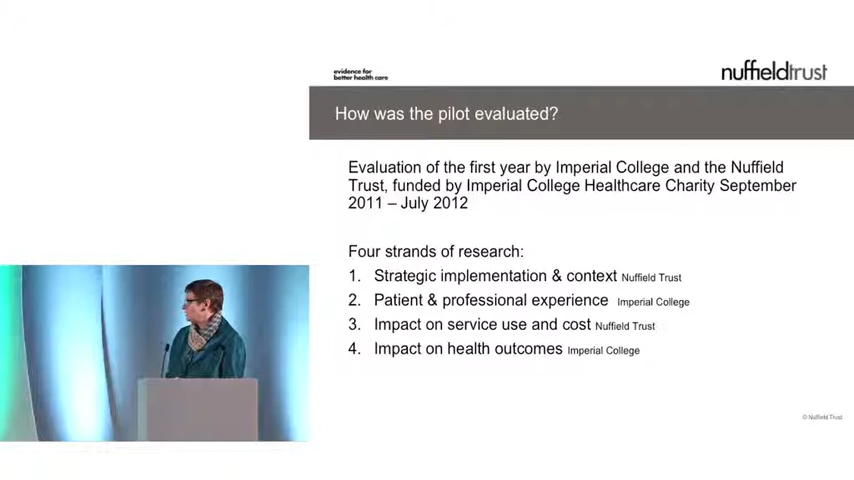 evidence for
better health care
nuffieldtrust
How was the pilot evaluated?
Evaluation of the first year by Imperial College and the Nuffield
Trust, funded by Imperial College Healthcare Charity September
2011 – July 2012
Four strands of research:
1. Strategic implementation & context Nuffield Trust
2. Patient & professional experience Imperial College
3. Impact on service use and cost Nuffield Trust
4. Impact on health outcomes Imperial College
© Nuffield Trust